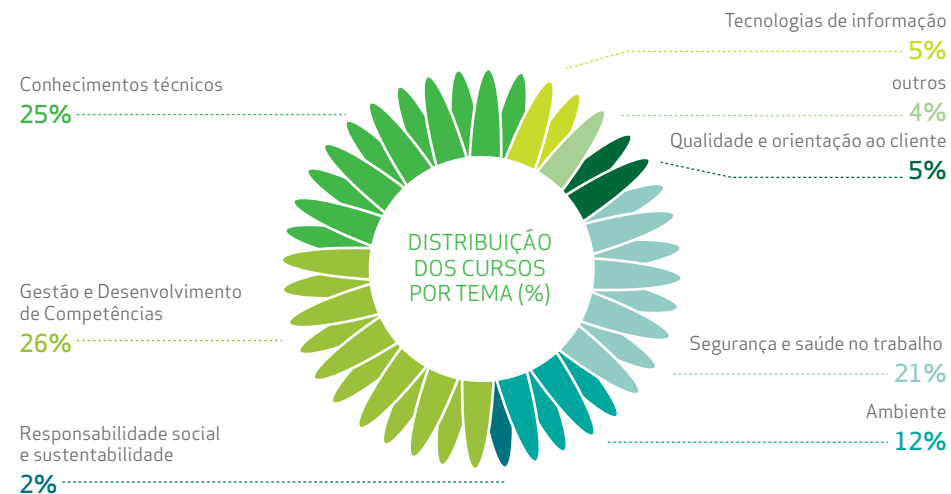 Tecnologias de informação
5%
outros
4%
Qualidade e orientação ao cliente
5%
Conhecimentos técnicos
25%
DISTRIBUIÇÃO
DOS CURSOS
POR TEMA (%)
Gestão e Desenvolvimento
de Competências
26%
Segurança e saúde no trabalho
21%
Ambiente
12%
Responsabilidade social
e sustentabilidade
2%